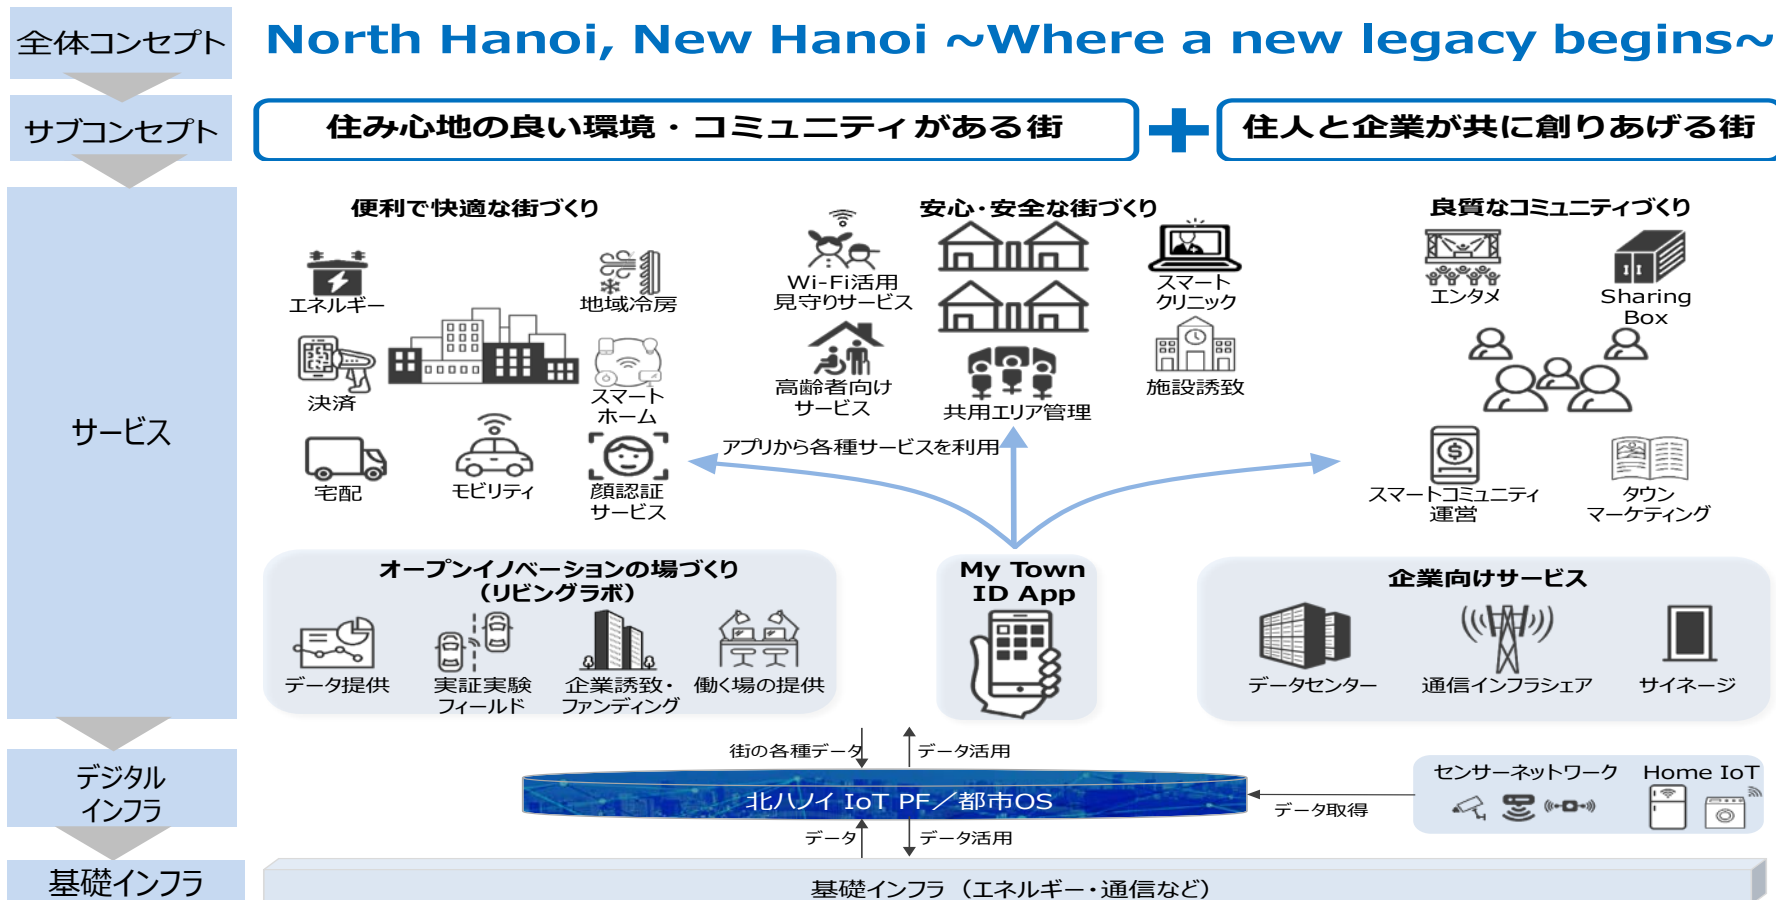 全体コンセプト
North Hanoi, New Hanoi ~Where a new legacy begins~
サブコンセプト
住み心地の良い環境・コミュニティがある街
住人と企業が共に創りあげる街
サービス
便利で快適な街づくり
エネルギー
地域冷房
決済
スマート
ホーム
宅配
モビリティ
顔認証
サービス
安心・安全な街づくり
Wi-Fi活用
見守りサービス
スマート
クリニック
高齢者向け
サービス
共用エリア管理
施設誘致
良質なコミュニティづくり
エンタメ
Sharing
Box
スマートコミュニティ
運営
タウン
マーケティング
アプリから各種サービスを利用
オープンイノベーションの場づくり
（リビングラボ）
データ提供
実証実験
フィールド
企業誘致・
ファンディング
働く場の提供
My Town
ID App
企業向けサービス
データセンター
通信インフラシェア
サイネージ
デジタル
インフラ
街の各種データ
データ活用
北ハノイ IoT PF／都市OS
データ取得
センサーネットワーク
Home IoT
データ
データ活用
基礎インフラ
基礎インフラ（エネルギー・通信など）